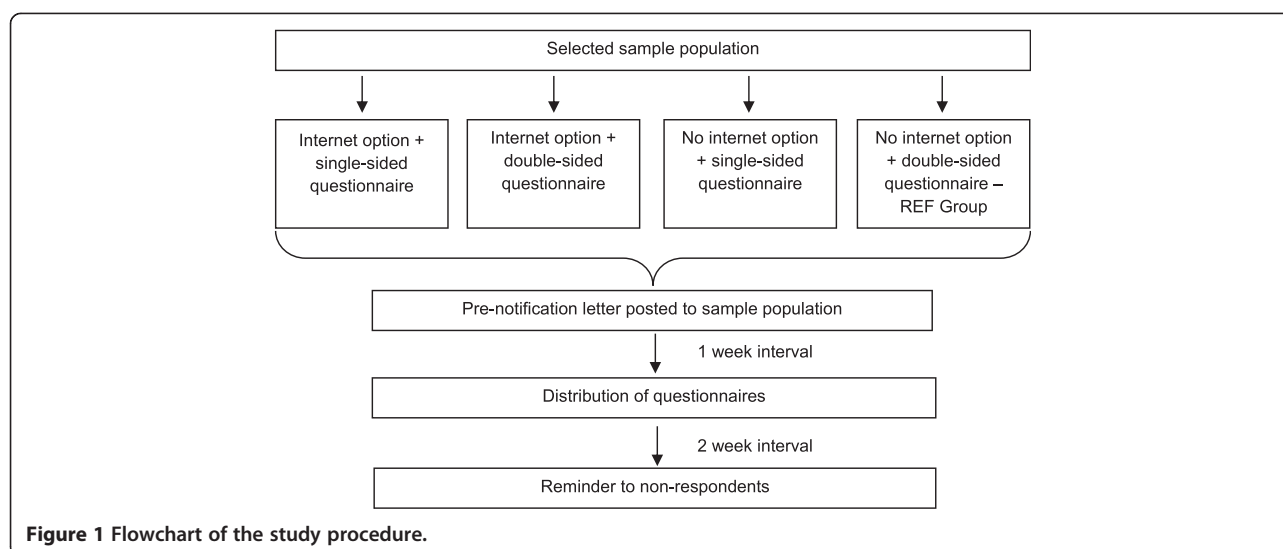 Selected sample population
Internet option +
single-sided
questionnaire
Internet option +
double-sided
questionnaire
No internet option
+ single-sided
questionnaire
No internet option
+ double-sided
questionnaire –
REF Group
Pre-notification letter posted to sample population
1 week interval
Distribution of questionnaires
2 week interval
Reminder to non-respondents
Figure 1 Flowchart of the study procedure.